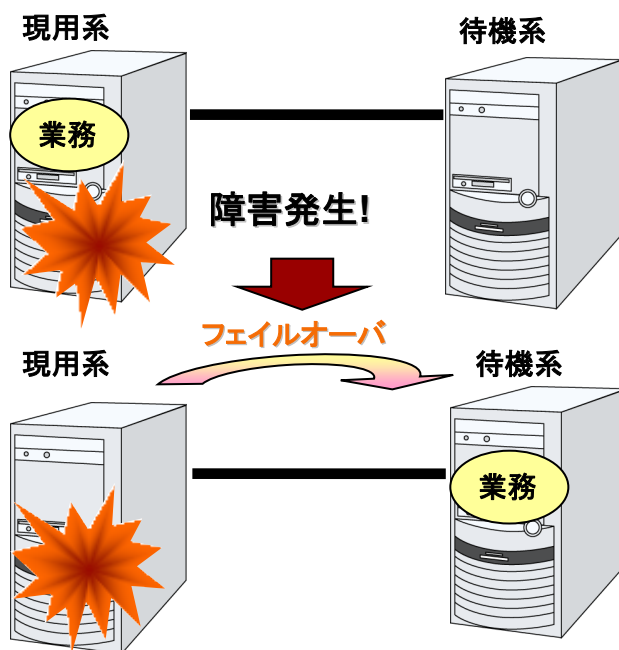 現用系
待機系
業務
障害発生!
フェイルオーバ
現用系
待機系
業務